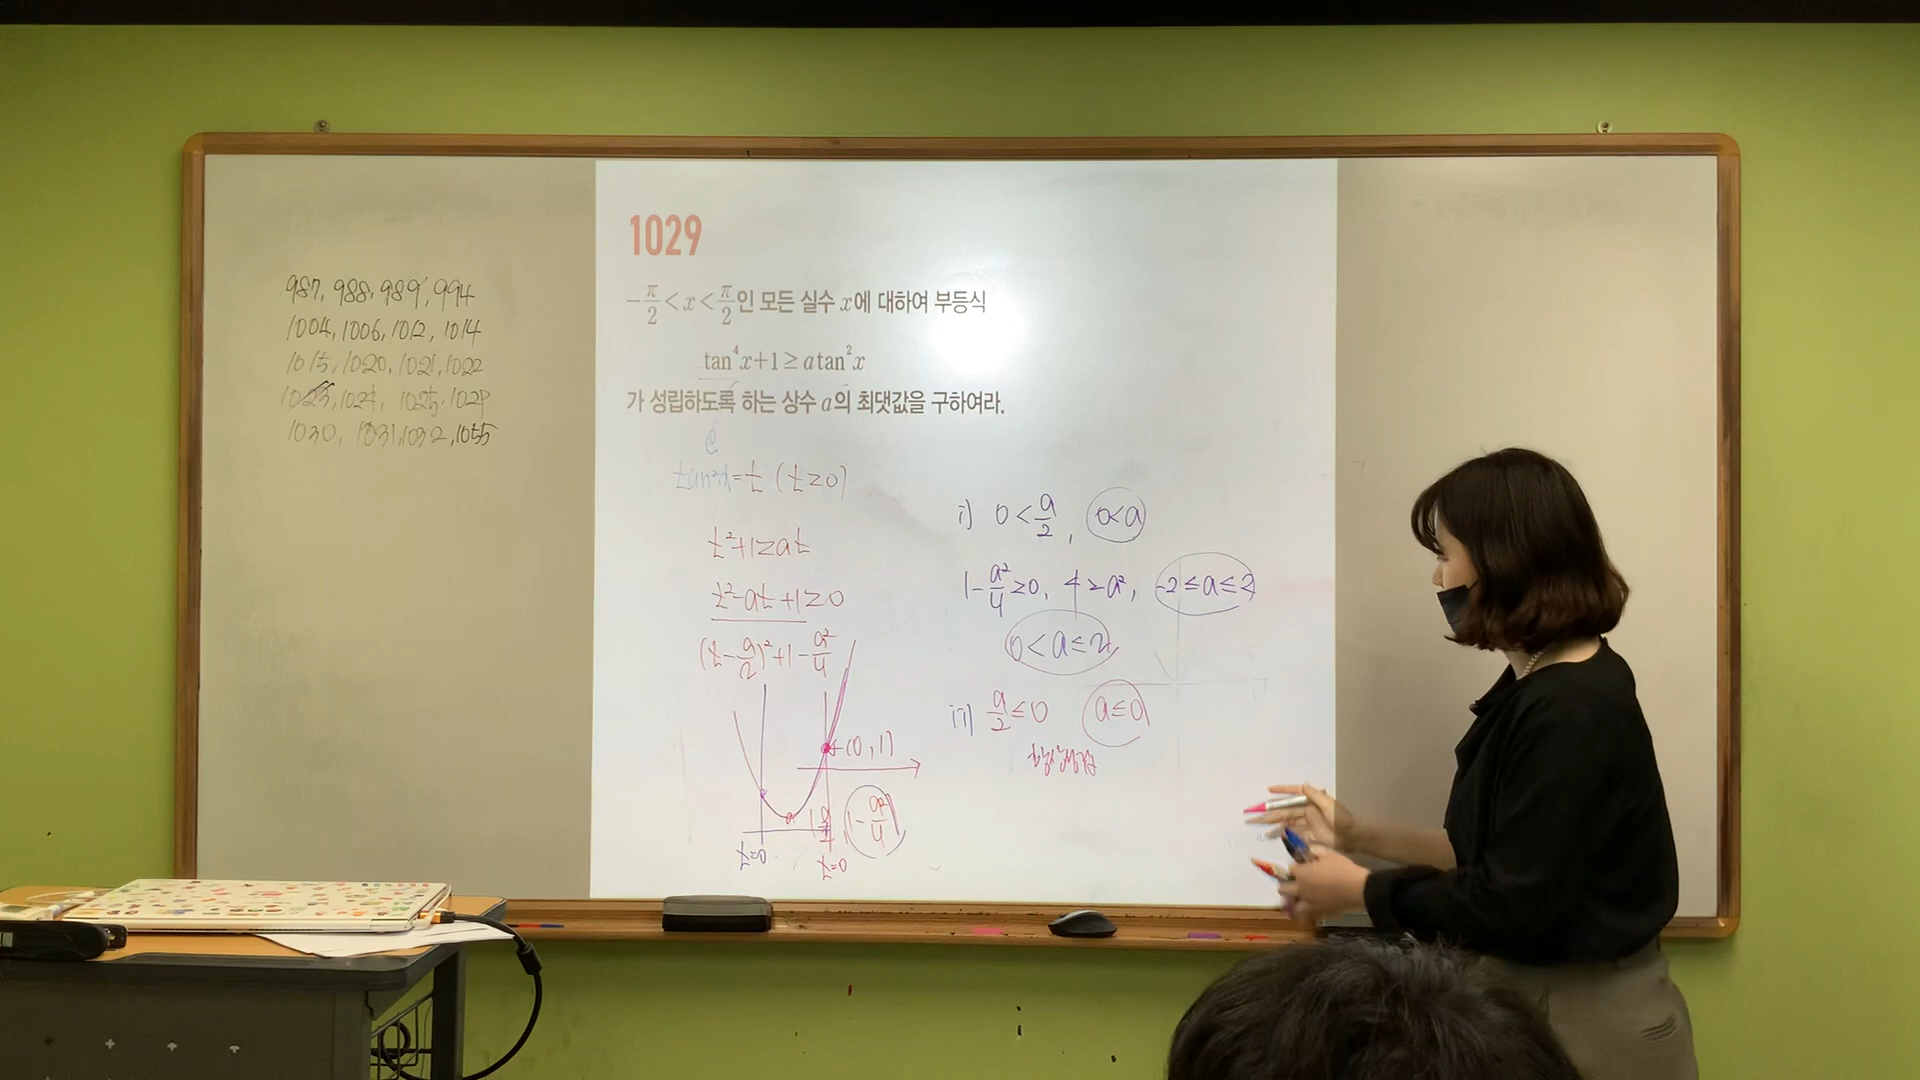 987, 988, 989, 994
1004, 1006, 1012, 1014
1015, 1020, 1021, 1022
1023, 1024, 1025, 1029
1030, 1031, 1032, 1055
1029
-π/2<x<π/2인 모든 실수 x에 대하여 부등식
tan⁴x+1≥atan²x
가 성립하도록 하는 상수 a의 최댓값을 구하여라.
tan²x=t (t≥0)
t²+1≥at
t²-at+1≥0
(t-a/2)²+1-a²/4
(0,1)
1-a²/4
t=0
t=0
i) 0<a/2, 0<a
1-a²/4≥0, 4≥a², -2≤a≤2
0<a≤2
ii) a/2≤0 a≤0
항상성립